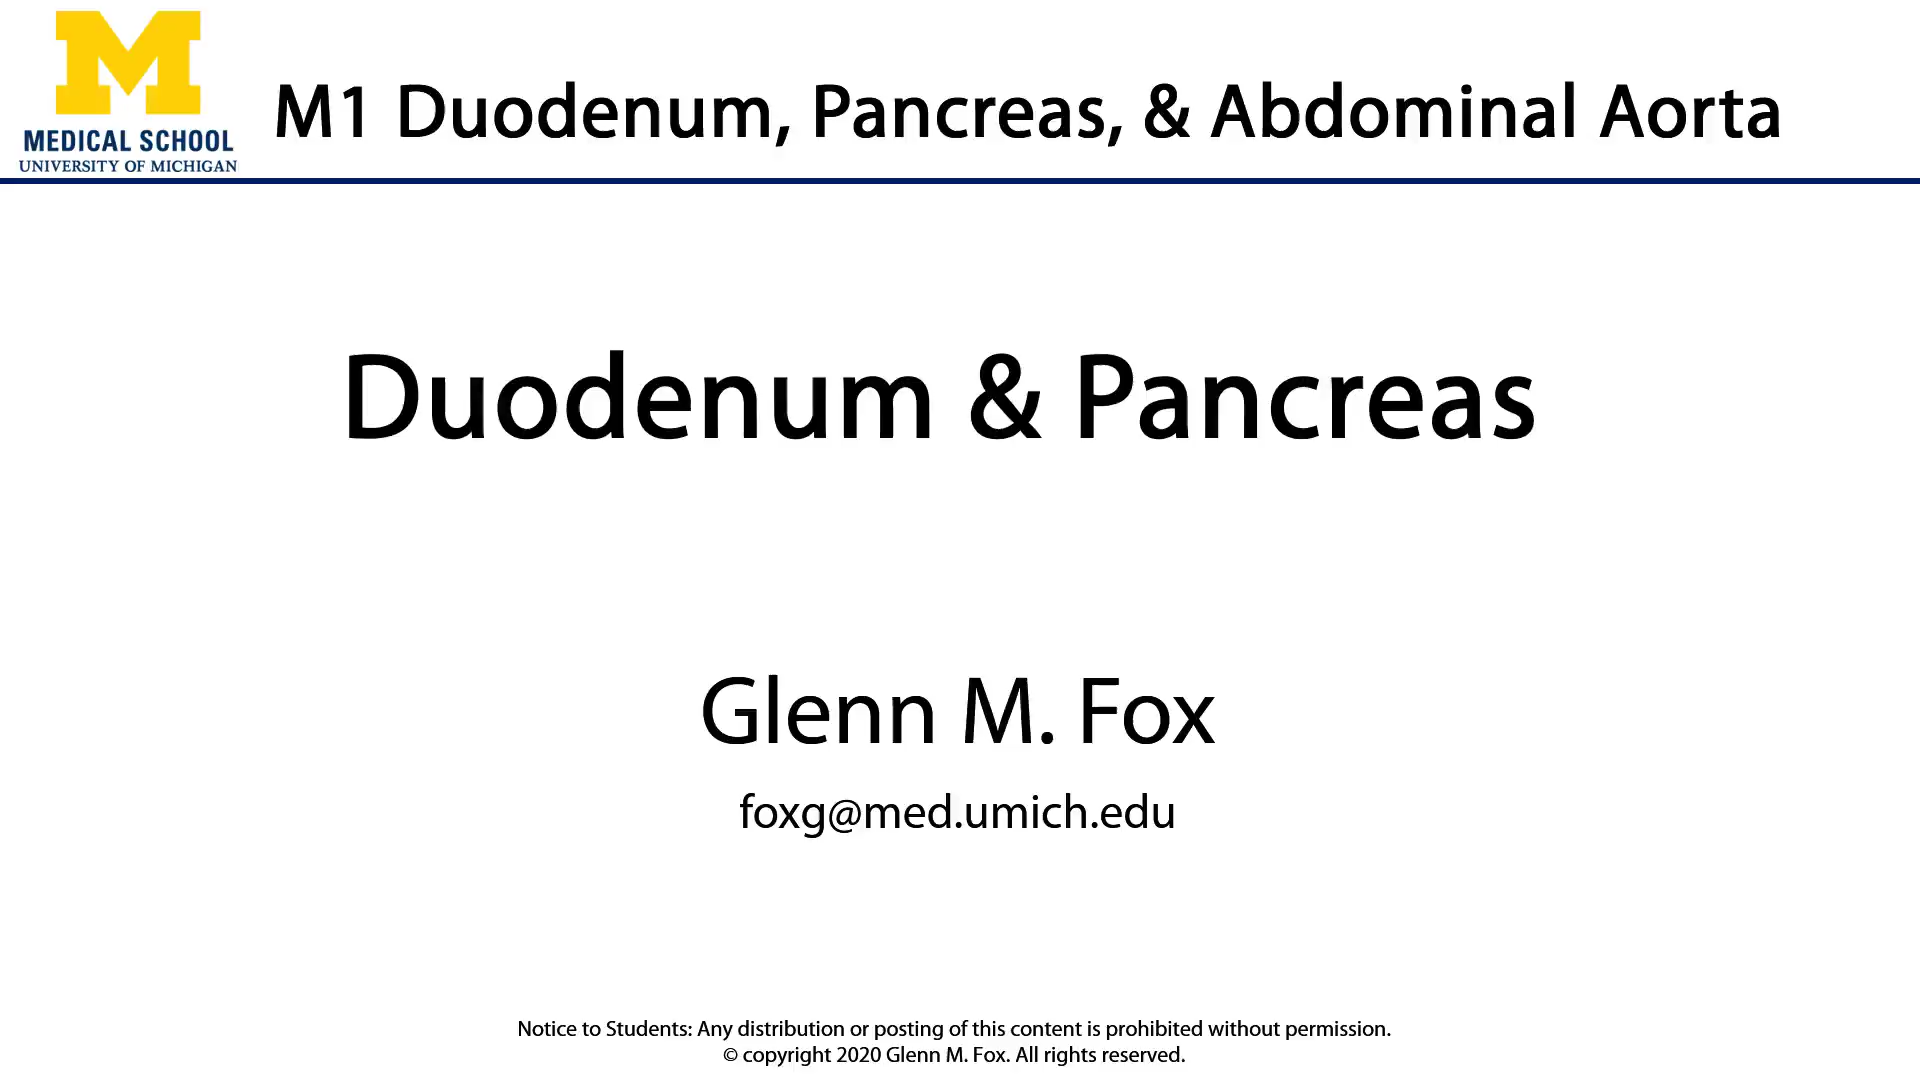 MEDICAL SCHOOL
UNIVERSITY OF MICHIGAN
M1 Duodenum, Pancreas, & Abdominal Aorta
Duodenum & Pancreas
Glenn M. Fox
foxg@med.umich.edu
Notice to Students: Any distribution or posting of this content is prohibited without permission.
© copyright 2020 Glenn M. Fox. All rights reserved.